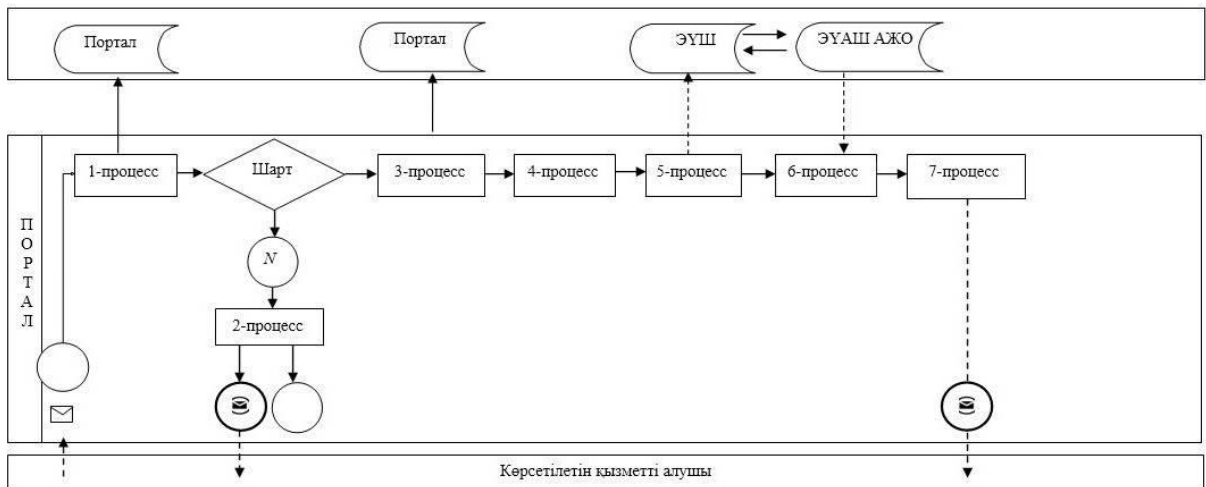 Портал
Портал
ЭҮШ
ЭҮАШ АЖО
1-процесс
Шарт
3-процесс
4-процесс
5-процесс
6-процесс
7-процесс
ПОРТАЛ
N
2-процесс
Көрсетілетін қызметті алушы